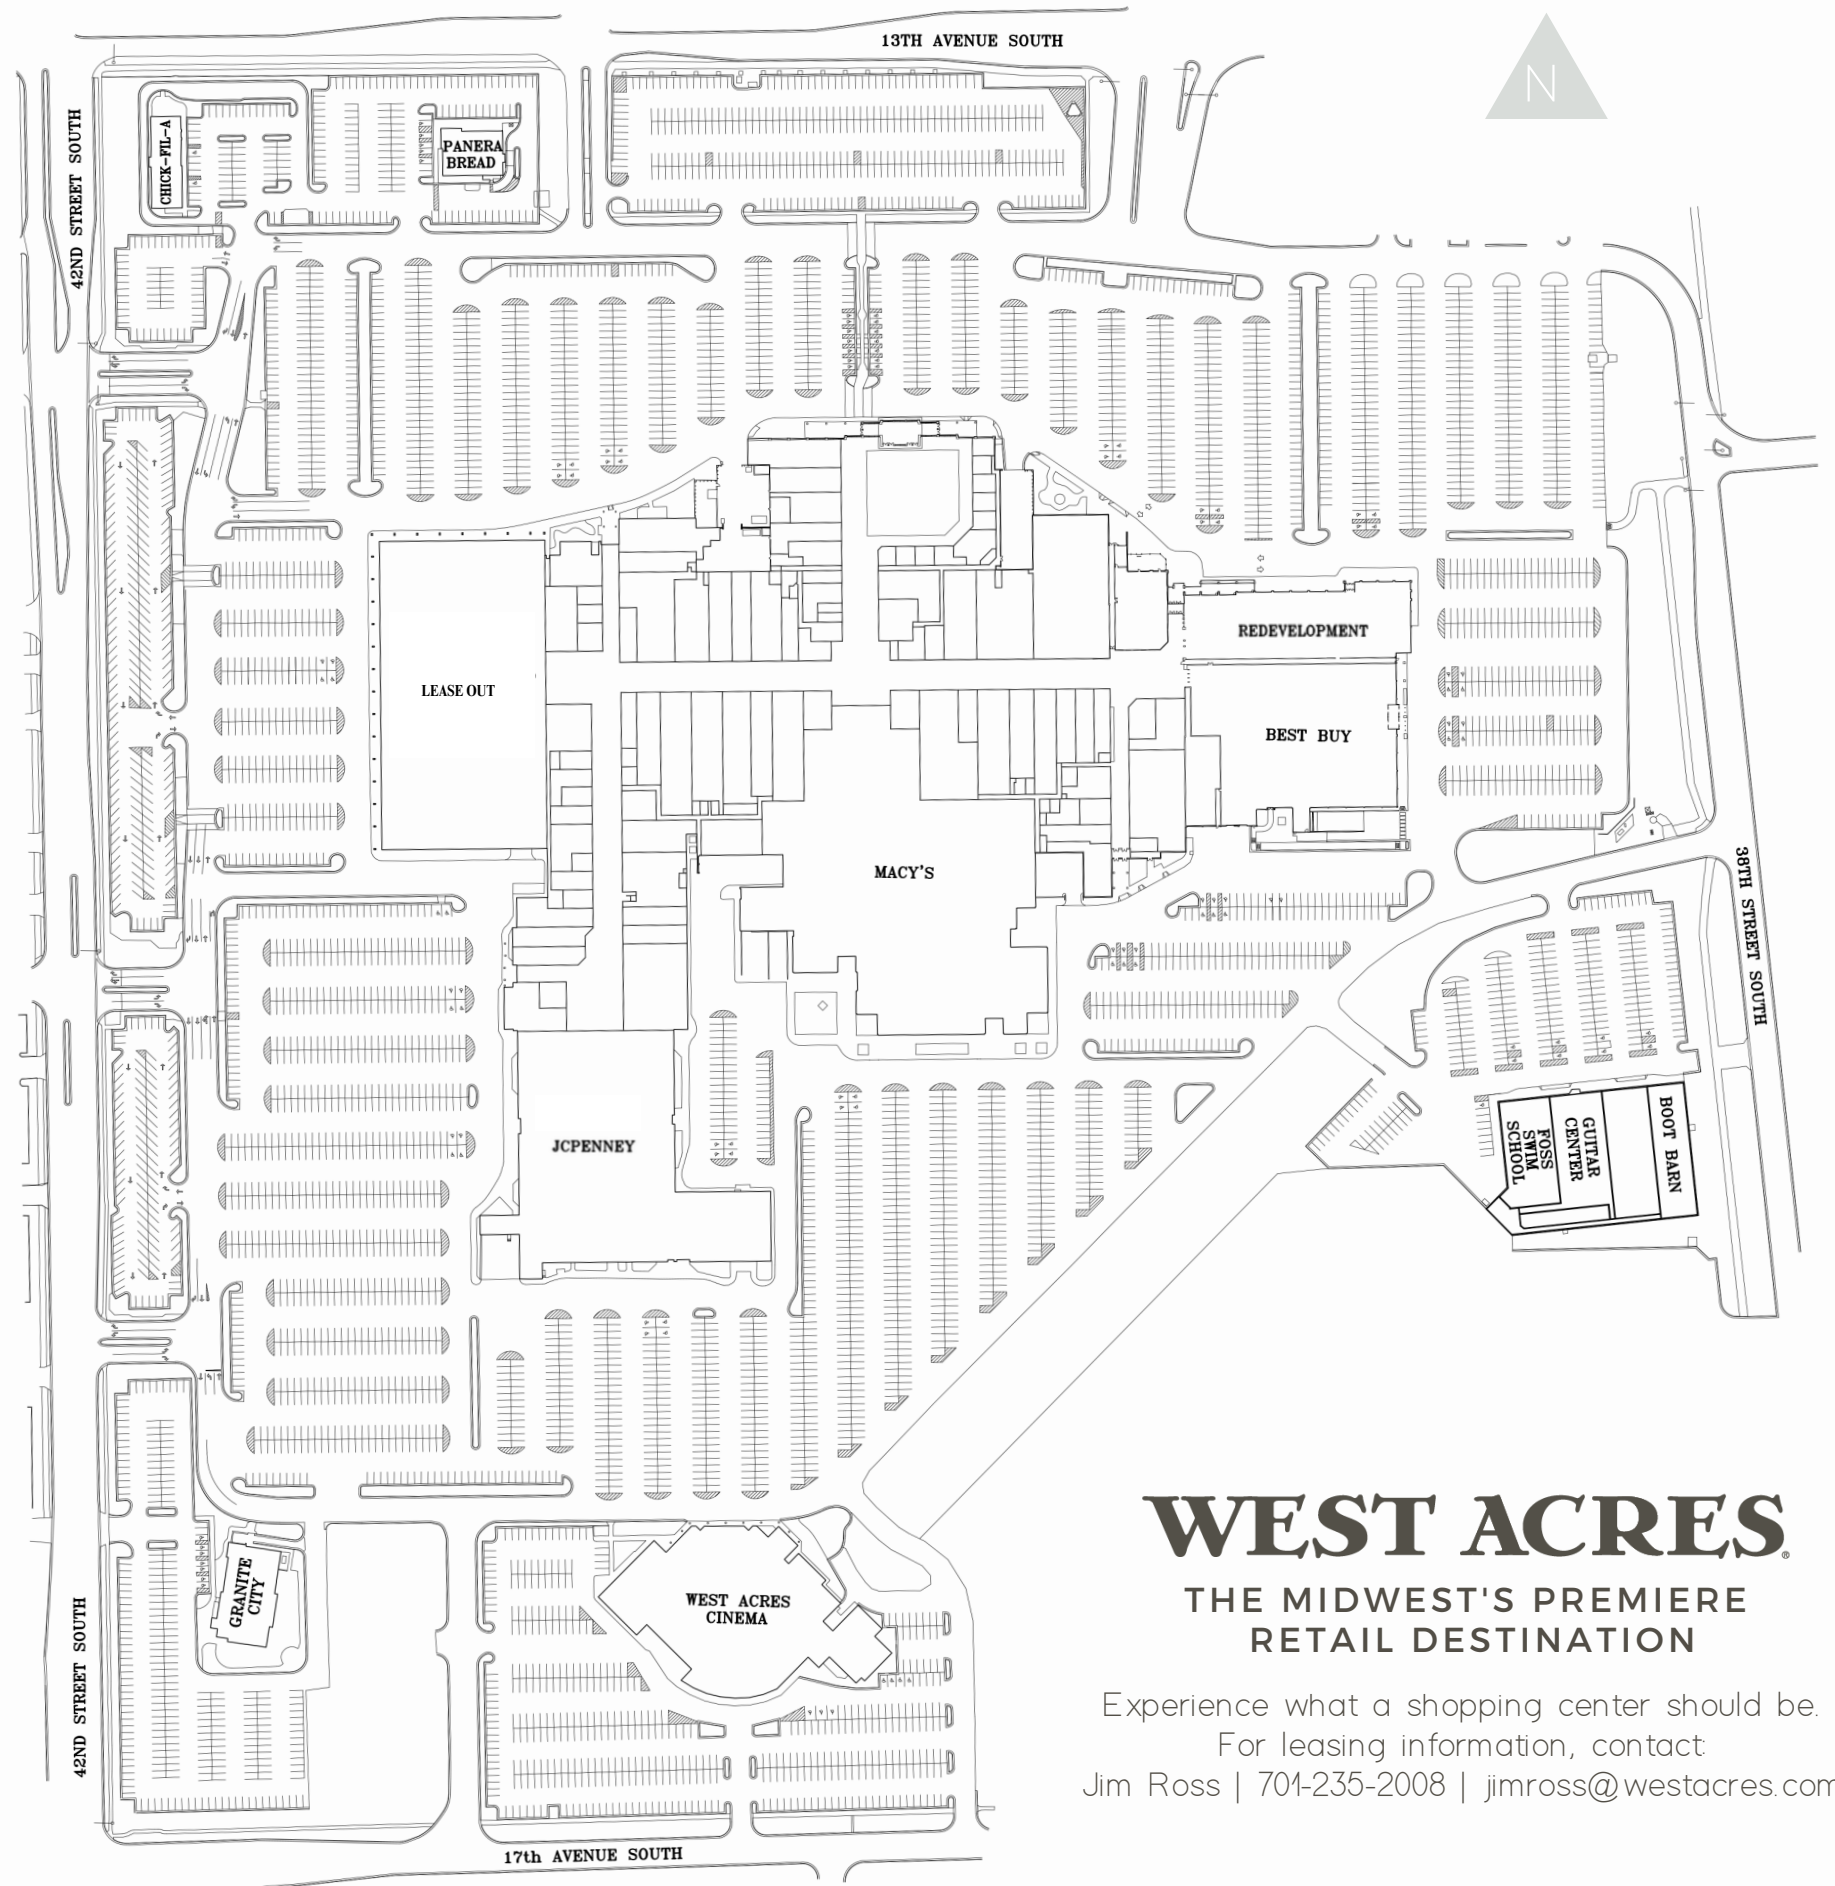 13TH AVENUE SOUTH
N
42ND STREET SOUTH
CHICK-FIL-A
PANERA
BREAD
LEASE OUT
REDEVELOPMENT
BEST BUY
MACY'S
38TH STREET SOUTH
JCPENNEY
FOSS
SWIM
SCHOOL
GUITAR
CENTER
BOOT BARN
GRANITE
CITY
WEST ACRES
CINEMA
42ND STREET SOUTH
17th AVENUE SOUTH
WEST ACRES®
THE MIDWEST'S PREMIERE
RETAIL DESTINATION
Experience what a shopping center should be.
For leasing information, contact:
Jim Ross | 701-235-2008 | jimross@westacres.com